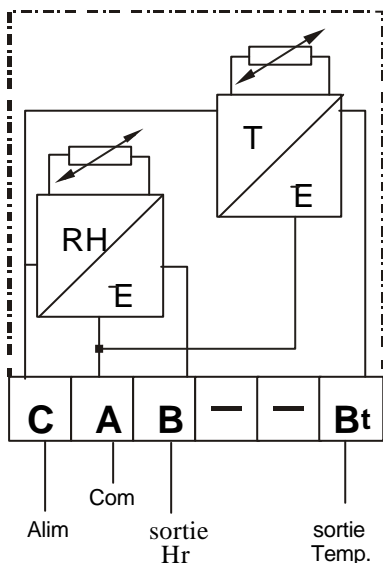 T
E
RH
E
C A B — — Bt
Com
Alim sortie sortie
Hr Temp.